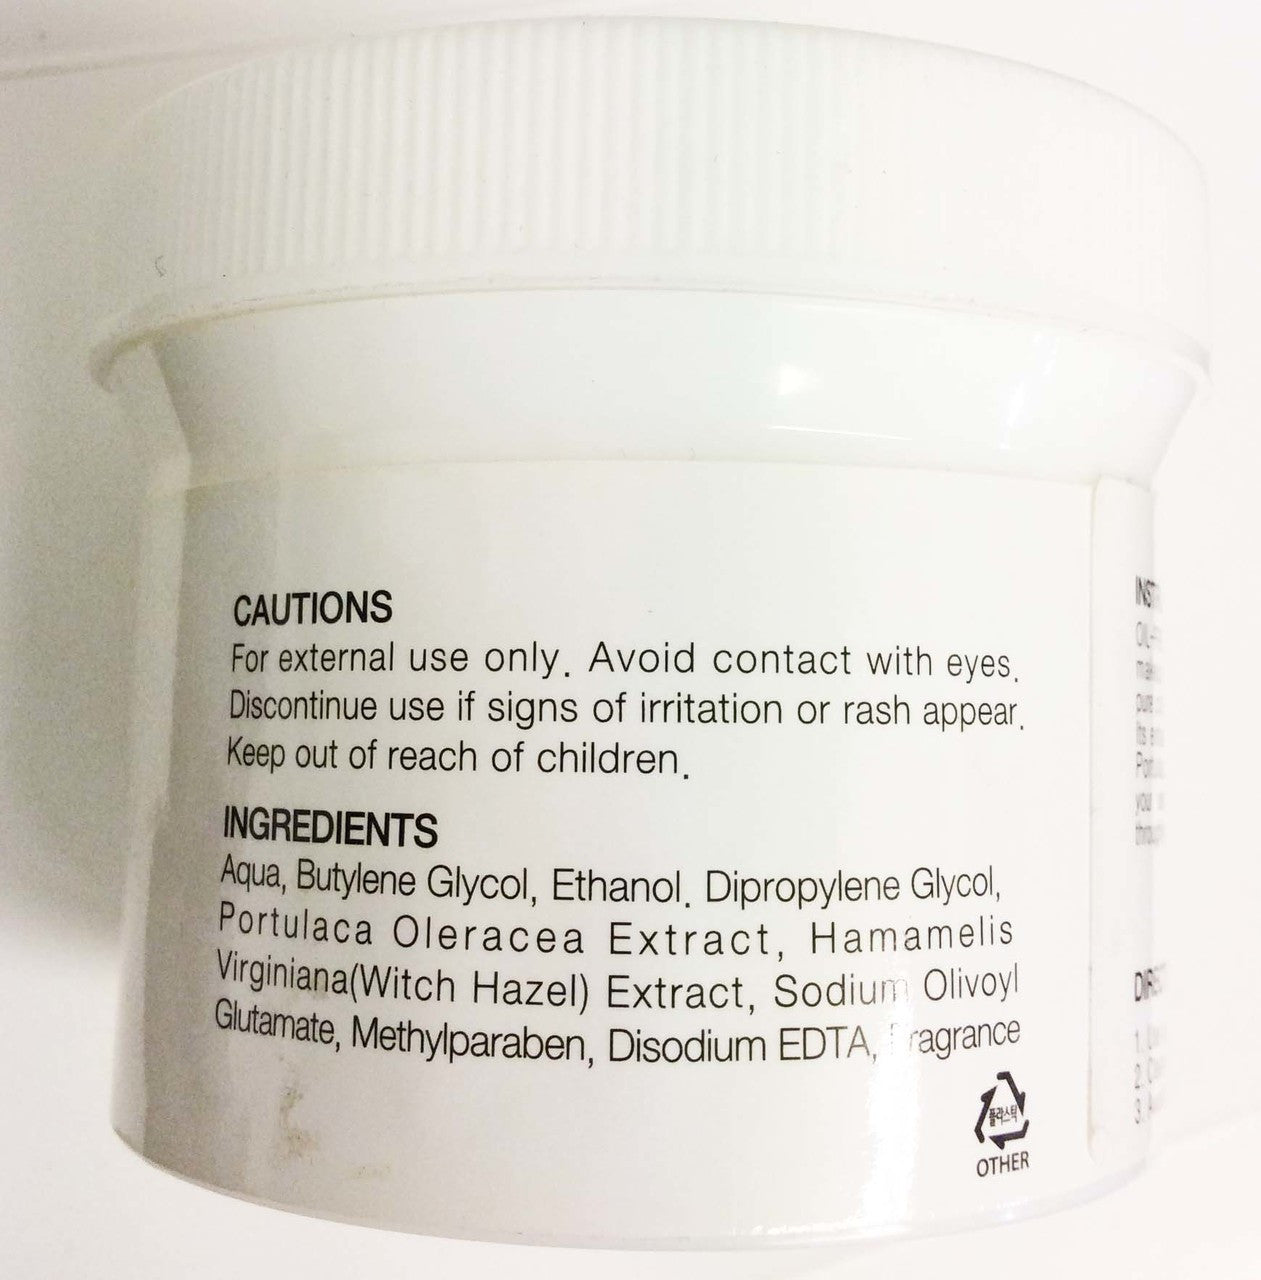 CAUTIONS
For external use only. Avoid contact with eyes.
Discontinue use if signs of irritation or rash appear.
Keep out of reach of children.
INGREDIENTS
Aqua, Butylene Glycol, Ethanol. Dipropylene Glycol,
Portulaca Oleracea Extract, Hamamelis
Virginiana(Witch Hazel) Extract, Sodium Olivoyl
Glutamate, Methylparaben, Disodium EDTA, Fragrance
플라스틱
OTHER